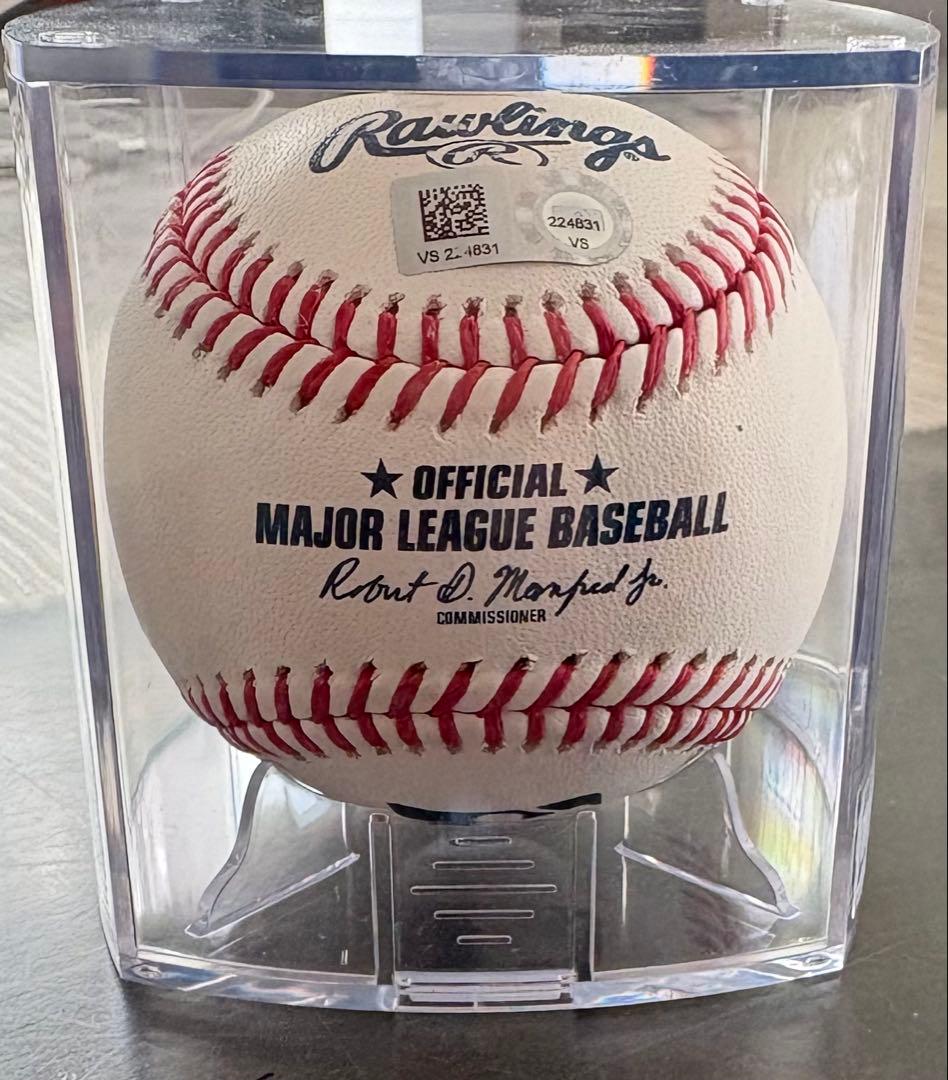 Rawlings
R
224831
VS
VS 224831
★ OFFICIAL ★
MAJOR LEAGUE BASEBALL
Robert D. Manfred Jr.
COMMISSIONER